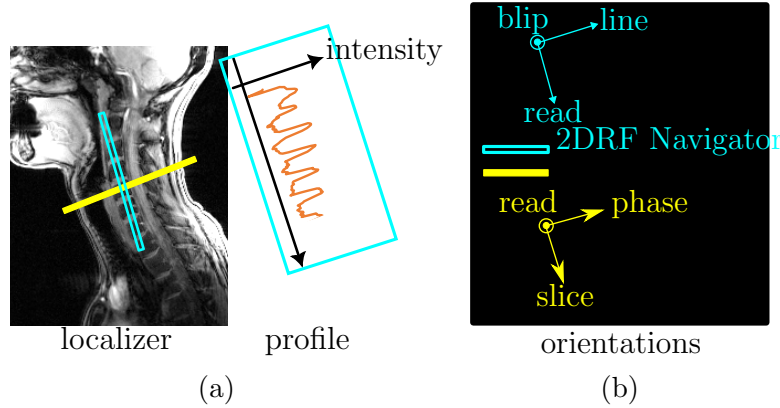 intensity
localizer
profile
(a)
blip
line
read
2DRF Navigator
read
phase
slice
orientations
(b)